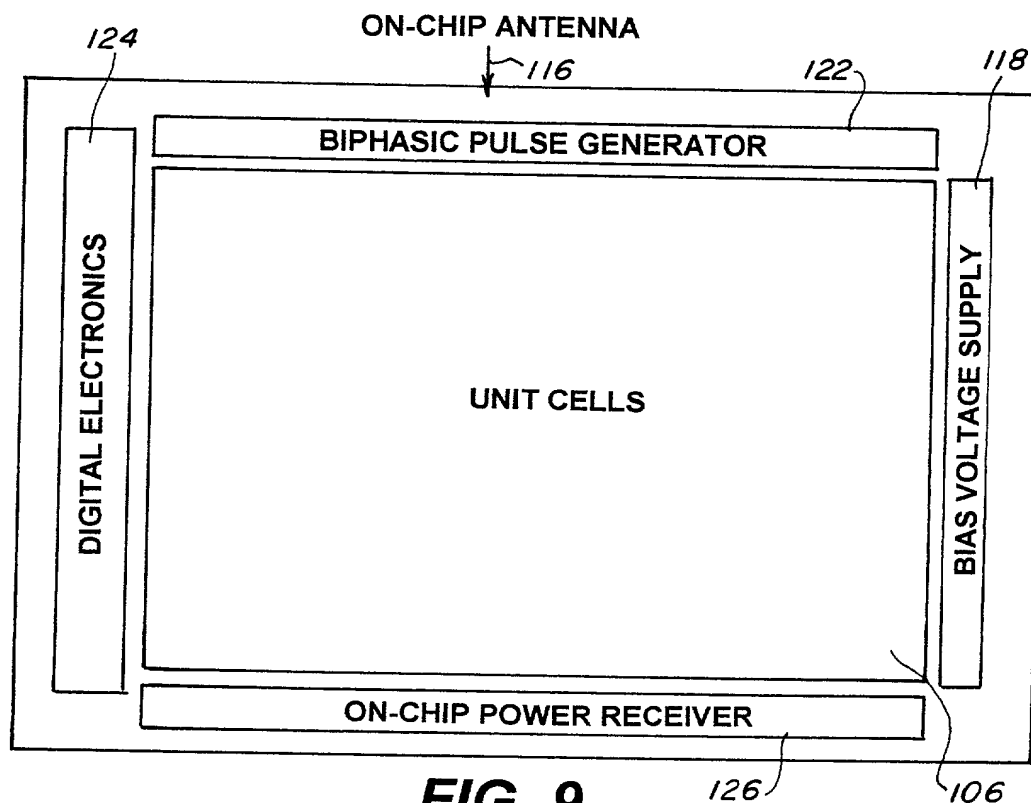 ON-CHIP ANTENNA
124
116
122
118
BIPHASIC PULSE GENERATOR
DIGITAL ELECTRONICS
UNIT CELLS
BIAS VOLTAGE SUPPLY
ON-CHIP POWER RECEIVER
FIG. 9
126
106